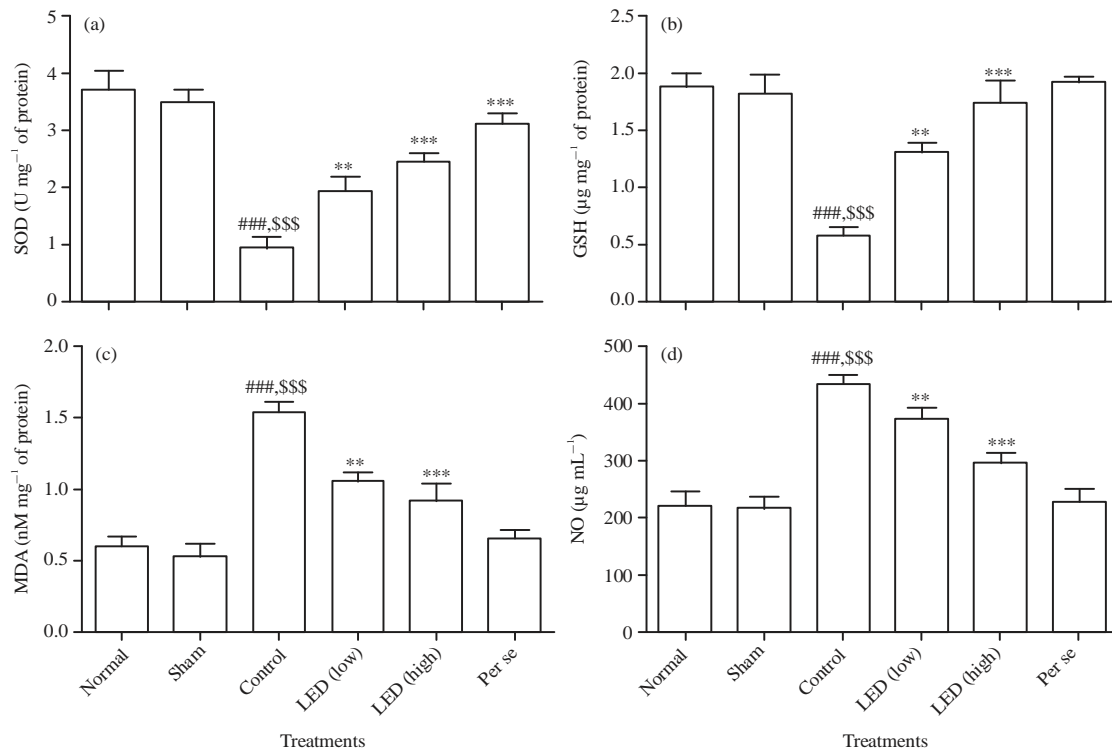 (a)
SOD (U mg⁻¹ of protein)
5
4
3
2
1
0
###,$$$
**
***
***
(b)
GSH (µg mg⁻¹ of protein)
2.5
2.0
1.5
1.0
0.5
0.0
###,$$$
**
***
(c)
MDA (nM mg⁻¹ of protein)
2.0
1.5
1.0
0.5
0.0
###,$$$
**
***
Normal
Sham
Control
LED (low)
LED (high)
Per se
Treatments
(d)
NO (µg mL⁻¹)
500
400
300
200
100
0
###,$$$
**
***
Normal
Sham
Control
LED (low)
LED (high)
Per se
Treatments